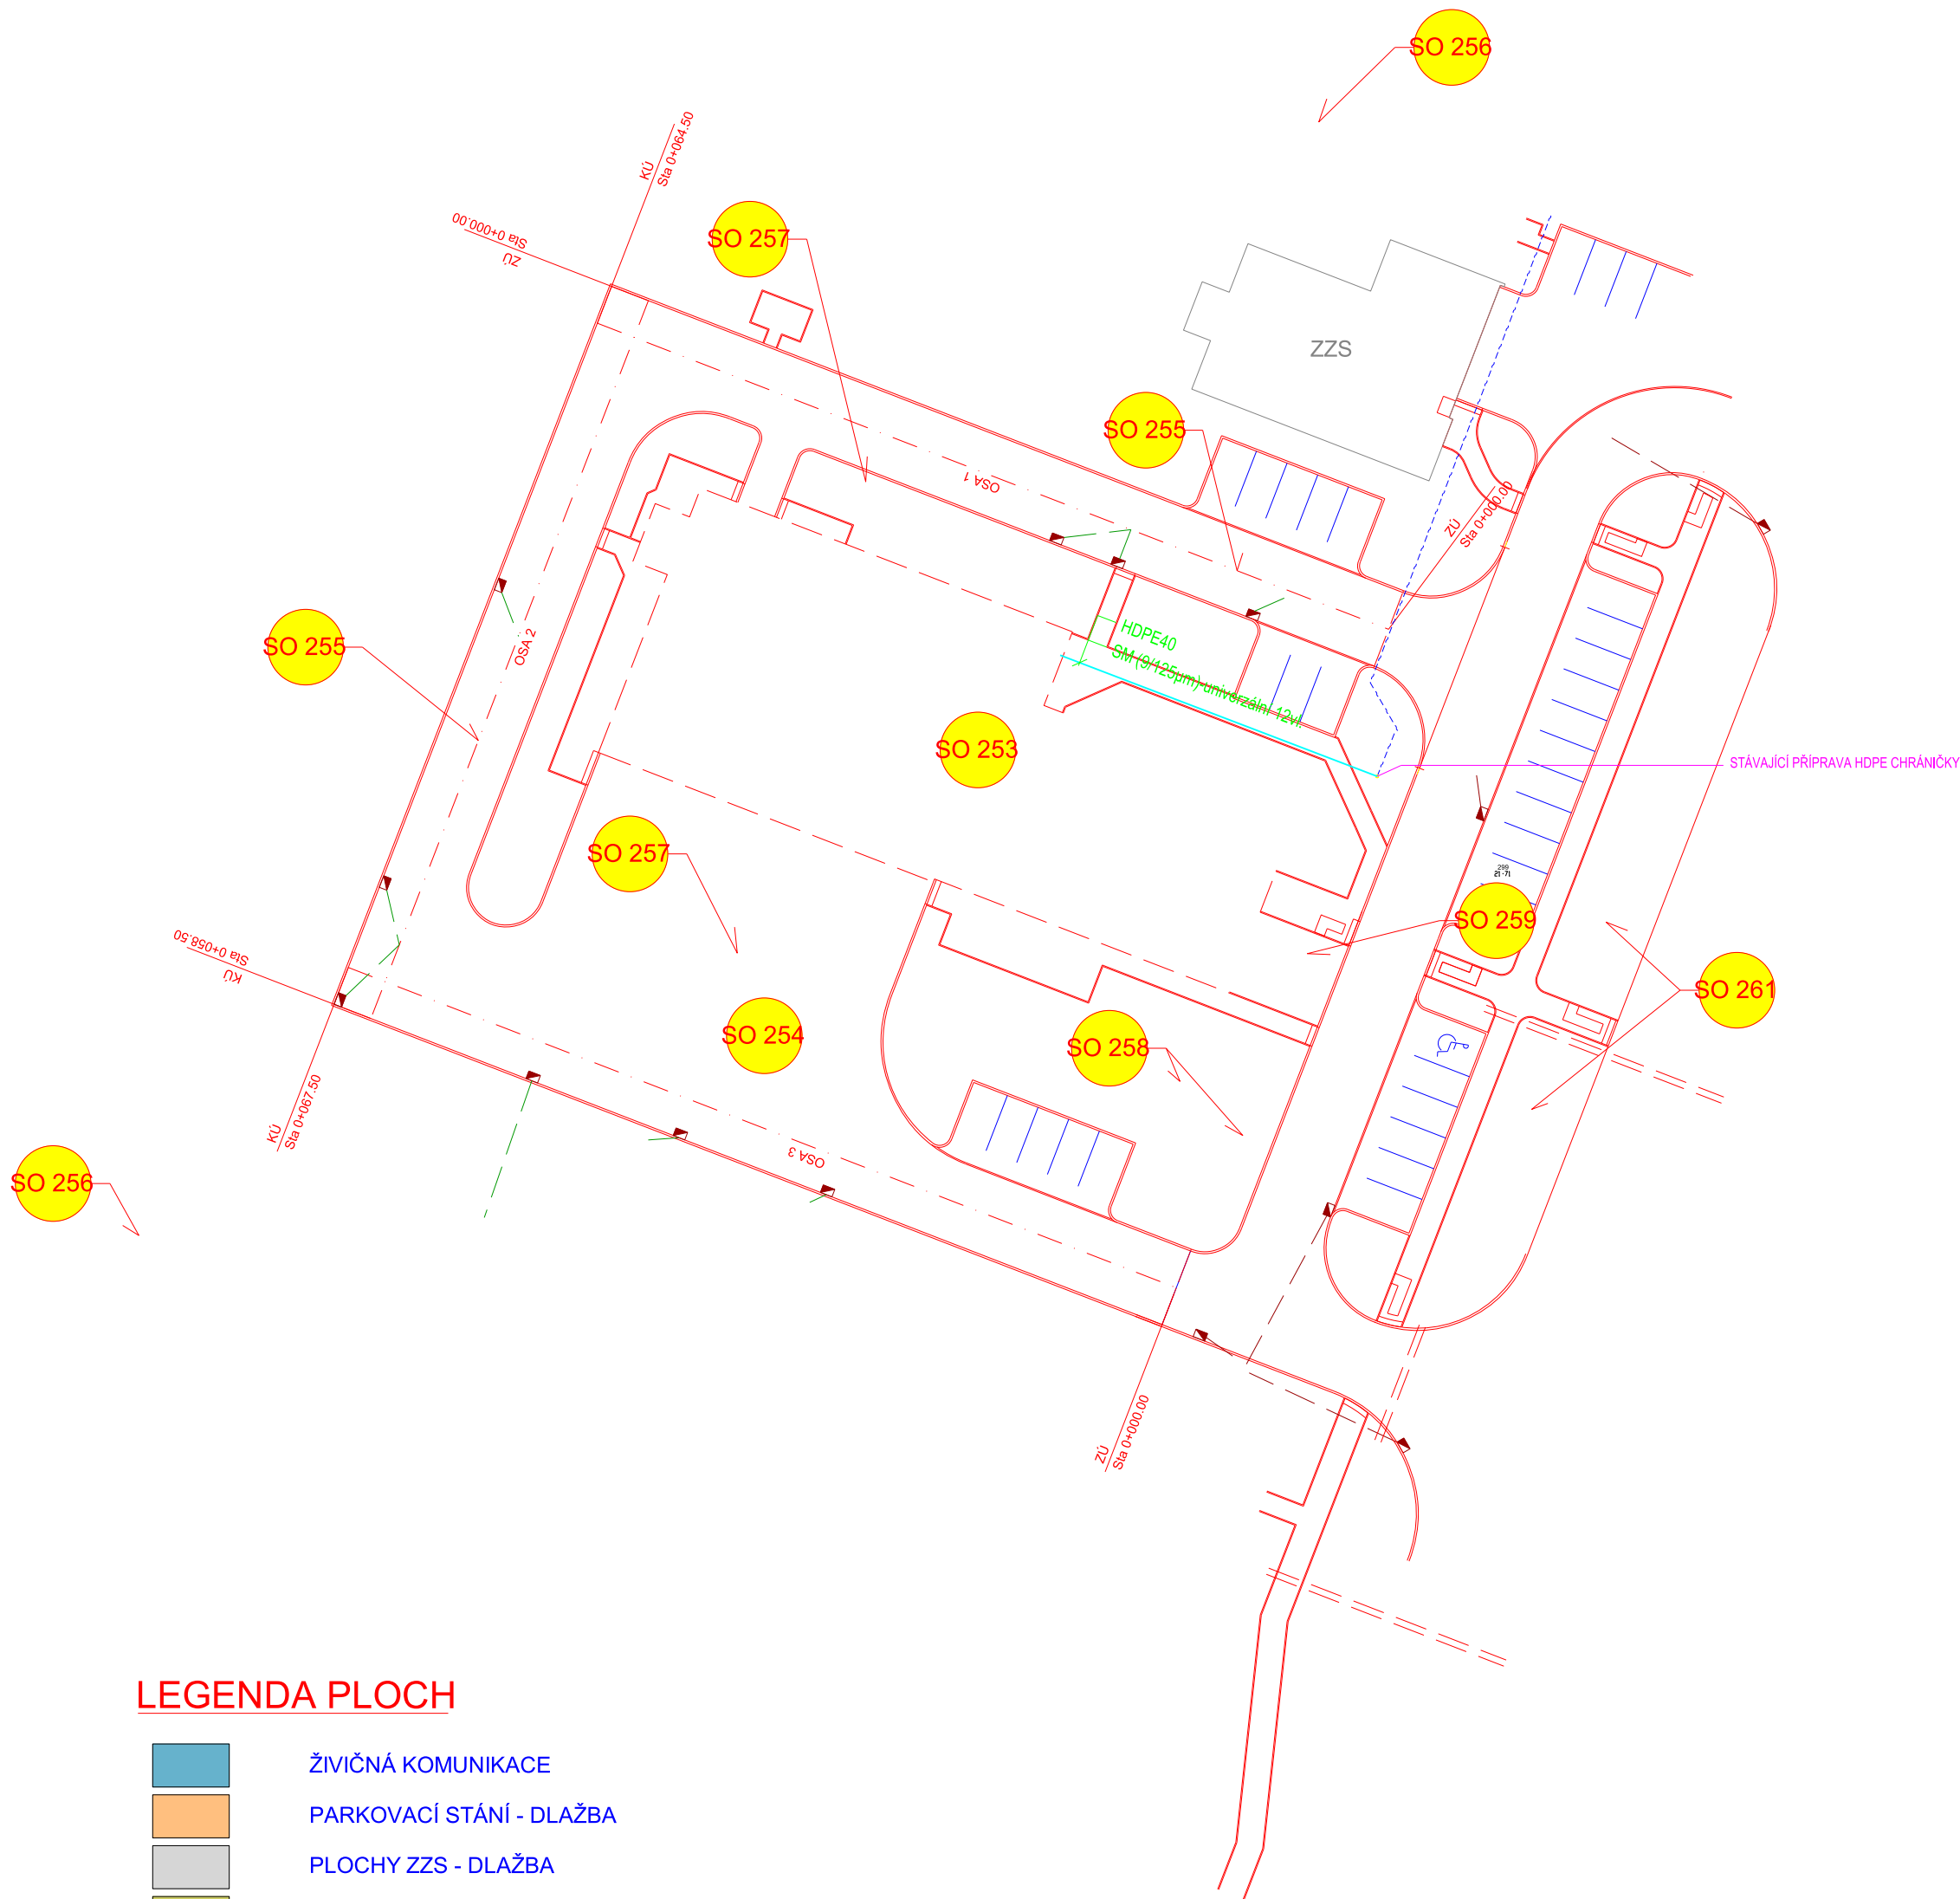 SO 256
KÚ
Sta 0+064.50
Sta 0+000.00
ZÚ
SO 257
ZZS
SO 255
OSA 1
ZÚ
Sta 0+000.00
HDPE40
SM (9/125µm)-univerzální 12vl.
SO 255
OSA 2
SO 253
STÁVAJÍCÍ PŘÍPRAVA HDPE CHRÁNIČKY
SO 257
299
21-71
SO 259
Sta 0+058.50
KÚ
SO 261
SO 254
SO 258
KÚ
Sta 0+067.50
OSA 3
SO 256
ZÚ
Sta 0+000.00
LEGENDA PLOCH
ŽIVIČNÁ KOMUNIKACE
PARKOVACÍ STÁNÍ - DLAŽBA
PLOCHY ZZS - DLAŽBA